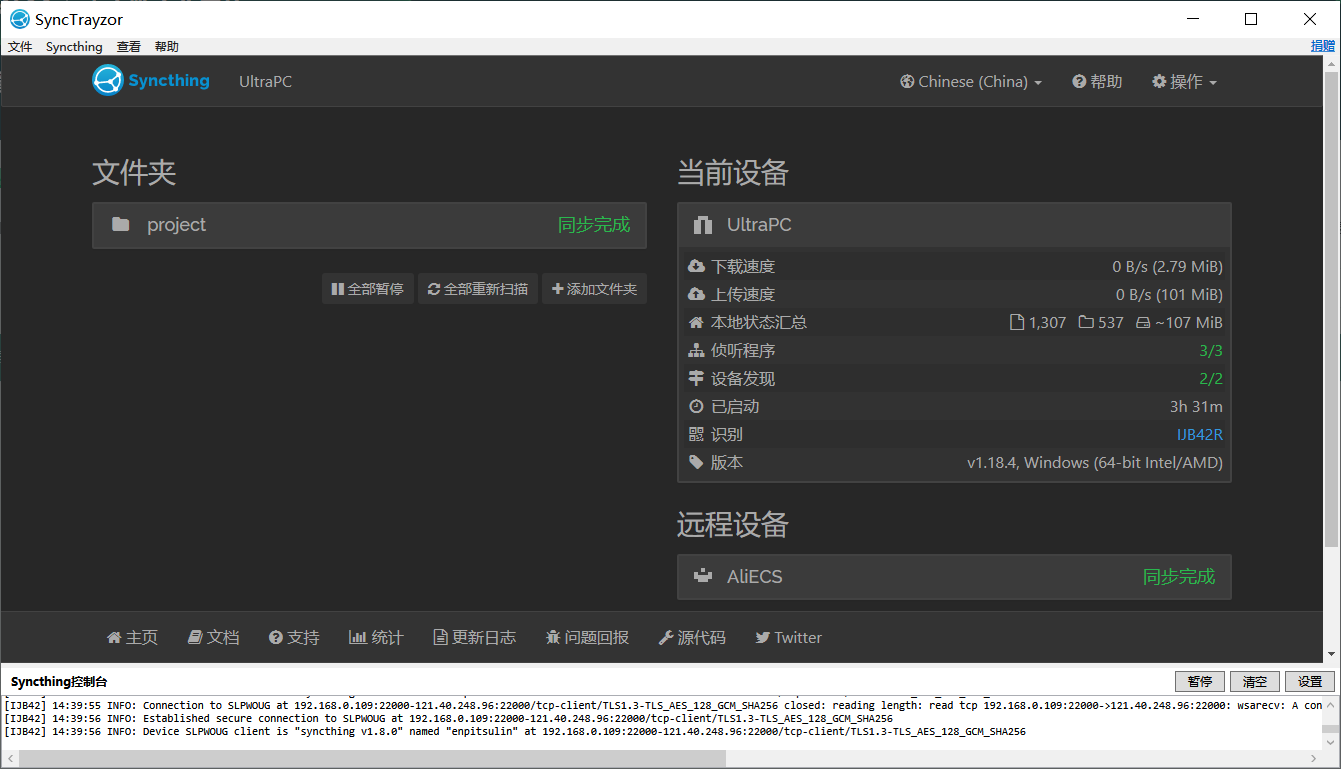 SyncTrayzor
文件 Syncthing 查看 帮助 捐赠
Syncthing UltraPC Chinese (China) 帮助 操作
文件夹
project 同步完成
全部暂停 全部重新扫描 添加文件夹
当前设备
UltraPC
下载速度 0 B/s (2.79 MiB)
上传速度 0 B/s (101 MiB)
本地状态汇总 1,307 537 ~107 MiB
侦听程序 3/3
设备发现 2/2
已启动 3h 31m
识别 IJB42R
版本 v1.18.4, Windows (64-bit Intel/AMD)
远程设备
AliECS 同步完成
主页 文档 支持 统计 更新日志 问题回报 源代码 Twitter
Syncthing控制台 暂停 清空 设置
[IJB42] 14:39:55 INFO: Connection to SLPWOUG at 192.168.0.109:22000-121.40.248.96:22000/tcp-client/TLS1.3-TLS_AES_128_GCM_SHA256 closed: reading length: read tcp 192.168.0.109:22000->121.40.248.96:22000: wsarecv: A con
[IJB42] 14:39:56 INFO: Established secure connection to SLPWOUG at 192.168.0.109:22000-121.40.248.96:22000/tcp-client/TLS1.3-TLS_AES_128_GCM_SHA256
[IJB42] 14:39:56 INFO: Device SLPWOUG client is "syncthing v1.8.0" named "enpitsulin" at 192.168.0.109:22000-121.40.248.96:22000/tcp-client/TLS1.3-TLS_AES_128_GCM_SHA256